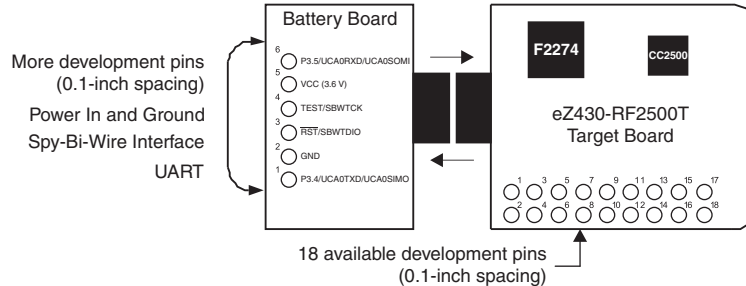 Battery Board
More development pins
(0.1-inch spacing)
Power In and Ground
Spy-Bi-Wire Interface
UART
6
P3.5/UCA0RXD/UCA0SOMI
5
VCC (3.6 V)
4
TEST/SBWTCK
3
RST/SBWTDIO
2
GND
1
P3.4/UCA0TXD/UCA0SIMO
F2274
CC2500
eZ430-RF2500T
Target Board
1 3 5 7 9 11 13 15 17
2 4 6 8 10 12 14 16 18
18 available development pins
(0.1-inch spacing)